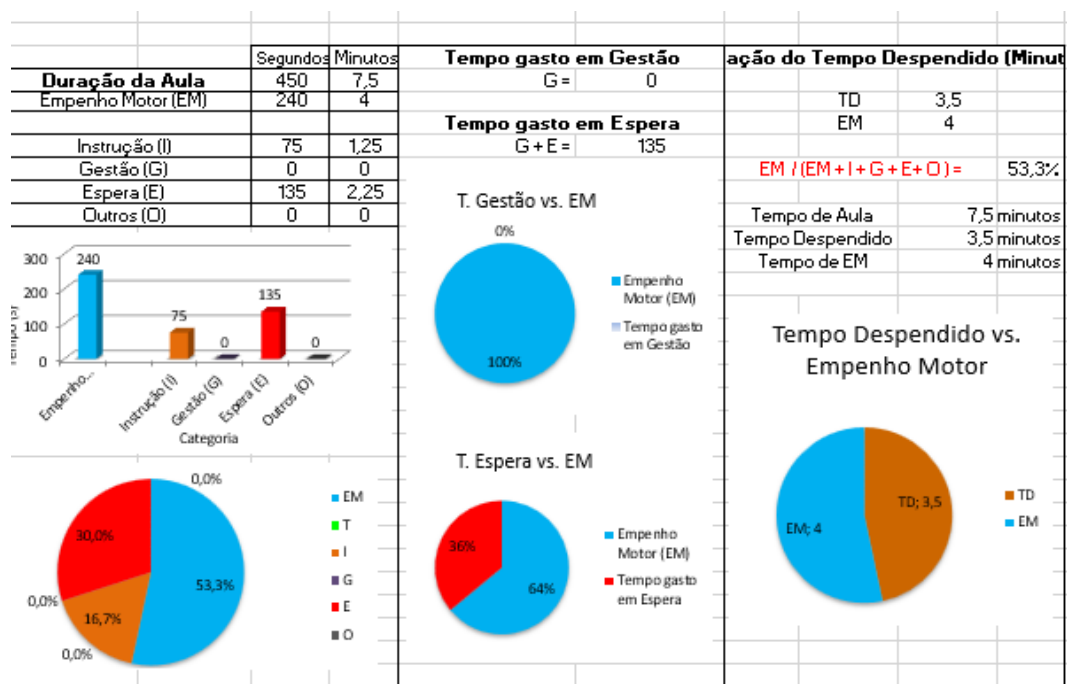 Segundos Minutos
Duração da Aula 450 7,5
Empenho Motor (EM) 240 4
Instrução (I) 75 1,25
Gestão (G) 0 0
Espera (E) 135 2,25
Outros (O) 0 0
300
200
100
0
240
75
0
135
0
Empenho...
Instrução (I)
Gestão (G)
Espera (E)
Outros (O)
Categoria
0,0%
30,0%
53,3%
0,0%
16,7%
0,0%
EM
T
I
G
E
O
Tempo gasto em Gestão
G = 0
Tempo gasto em Espera
G + E = 135
T. Gestão vs. EM
0%
100%
Empenho
Motor (EM)
Tempo gasto
em Gestão
T. Espera vs. EM
36%
64%
Empenho
Motor (EM)
Tempo gasto
em Espera
ação do Tempo Despendido (Minut
TD 3,5
EM 4
EM / (EM + I + G + E + O ) = 53,3%
Tempo de Aula 7,5 minutos
Tempo Despendido 3,5 minutos
Tempo de EM 4 minutos
Tempo Despendido vs.
Empenho Motor
TD; 3,5
EM; 4
TD
EM